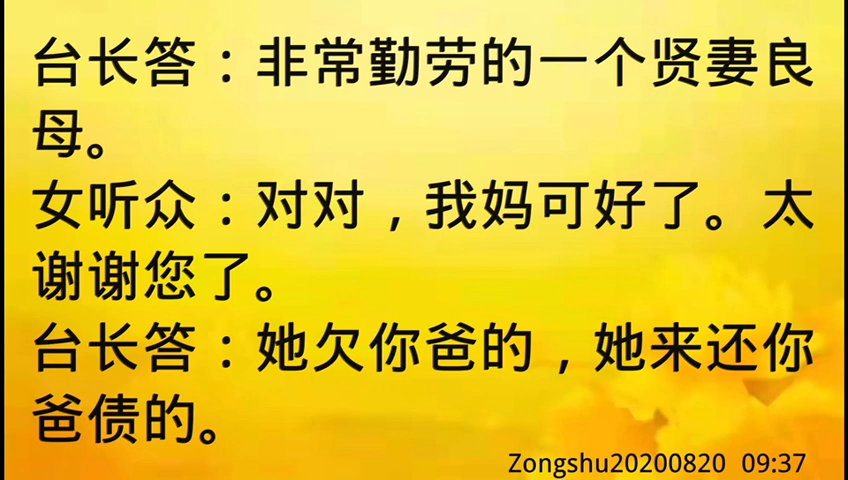 台长答：非常勤劳的一个贤妻良
母。
女听众：对对，我妈可好了。太
谢谢您了。
台长答：她欠你爸的，她来还你
爸债的。
Zongshu20200820 09:37